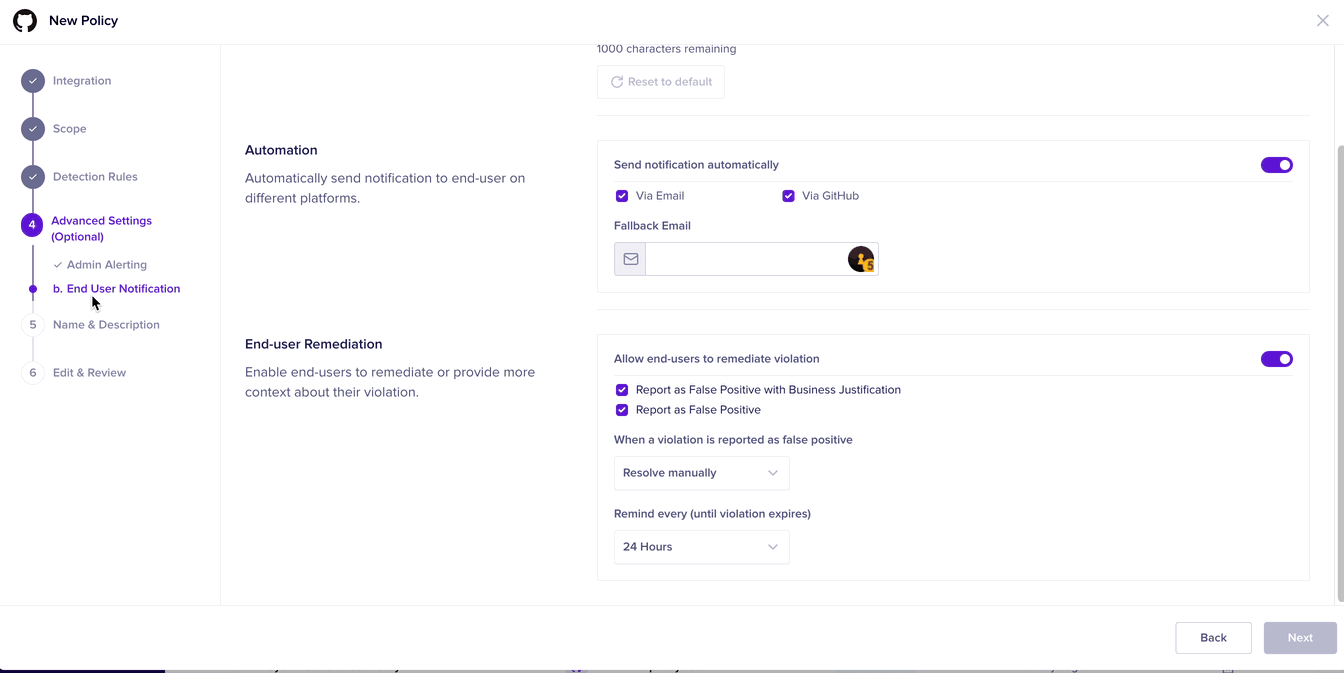 New Policy
1000 characters remaining
Reset to default
Integration
Scope
Detection Rules
4
Advanced Settings
(Optional)
Admin Alerting
b. End User Notification
5
Name & Description
6
Edit & Review
Automation
Automatically send notification to end-user on
different platforms.
Send notification automatically
Via Email
Via GitHub
Fallback Email
5
End-user Remediation
Enable end-users to remediate or provide more
context about their violation.
Allow end-users to remediate violation
Report as False Positive with Business Justification
Report as False Positive
When a violation is reported as false positive
Resolve manually
Remind every (until violation expires)
24 Hours
Back
Next